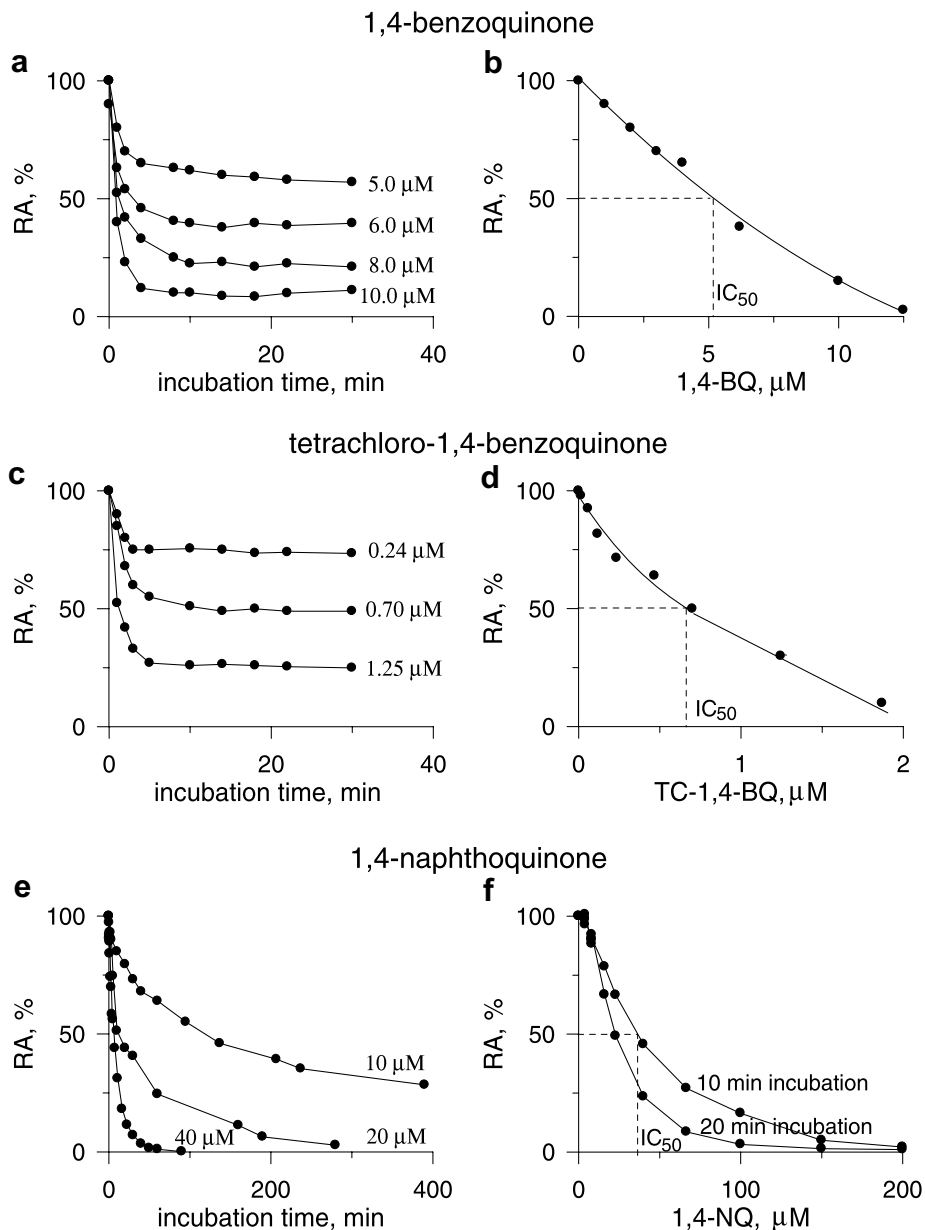 1,4-benzoquinone
a
b
100
50
0
RA, %
5.0 μM
6.0 μM
8.0 μM
10.0 μM
0 20 40
incubation time, min
100
50
0
RA, %
IC50
0 5 10
1,4-BQ, μM
tetrachloro-1,4-benzoquinone
c
d
100
50
0
RA, %
0.24 μM
0.70 μM
1.25 μM
0 20 40
incubation time, min
100
50
0
RA, %
IC50
0 1 2
TC-1,4-BQ, μM
1,4-naphthoquinone
e
f
100
50
0
RA, %
10 μM
40 μM
20 μM
0 200 400
incubation time, min
100
50
0
RA, %
10 min incubation
20 min incubation
IC50
0 100 200
1,4-NQ, μM